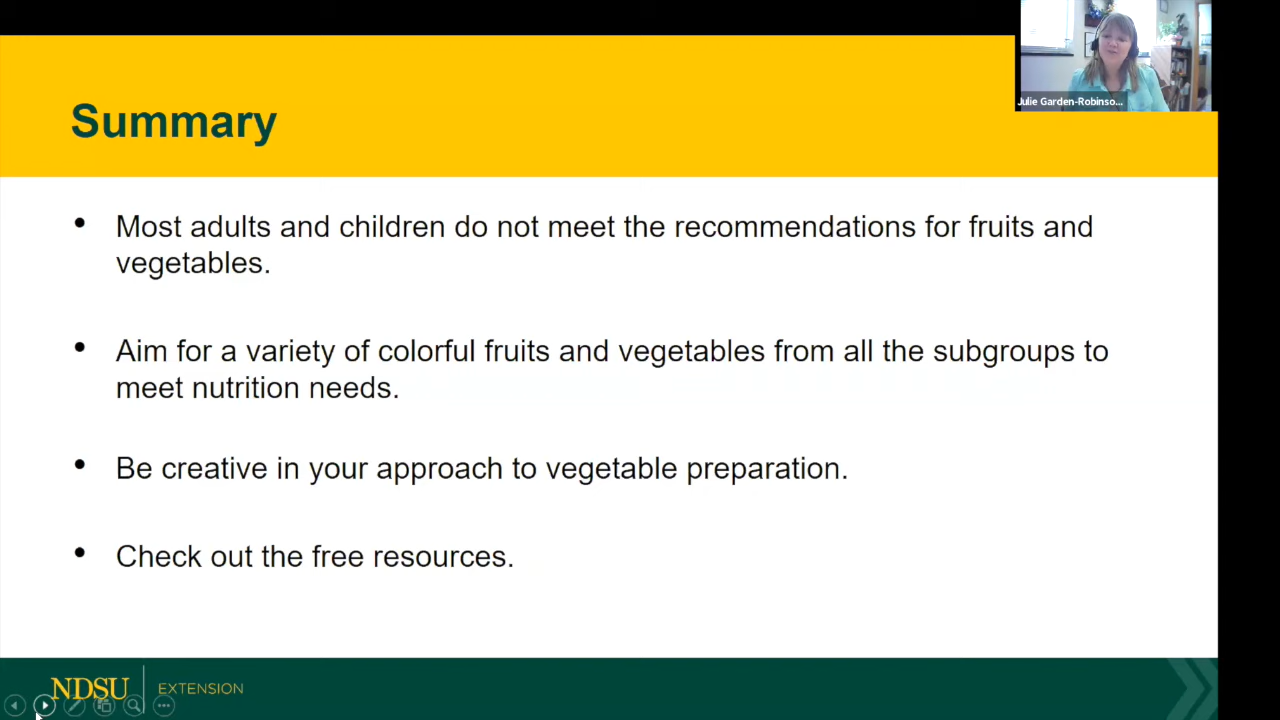 Julie Garden-Robinso...
Summary
• Most adults and children do not meet the recommendations for fruits and
vegetables.
• Aim for a variety of colorful fruits and vegetables from all the subgroups to
meet nutrition needs.
• Be creative in your approach to vegetable preparation.
• Check out the free resources.
NDSU EXTENSION